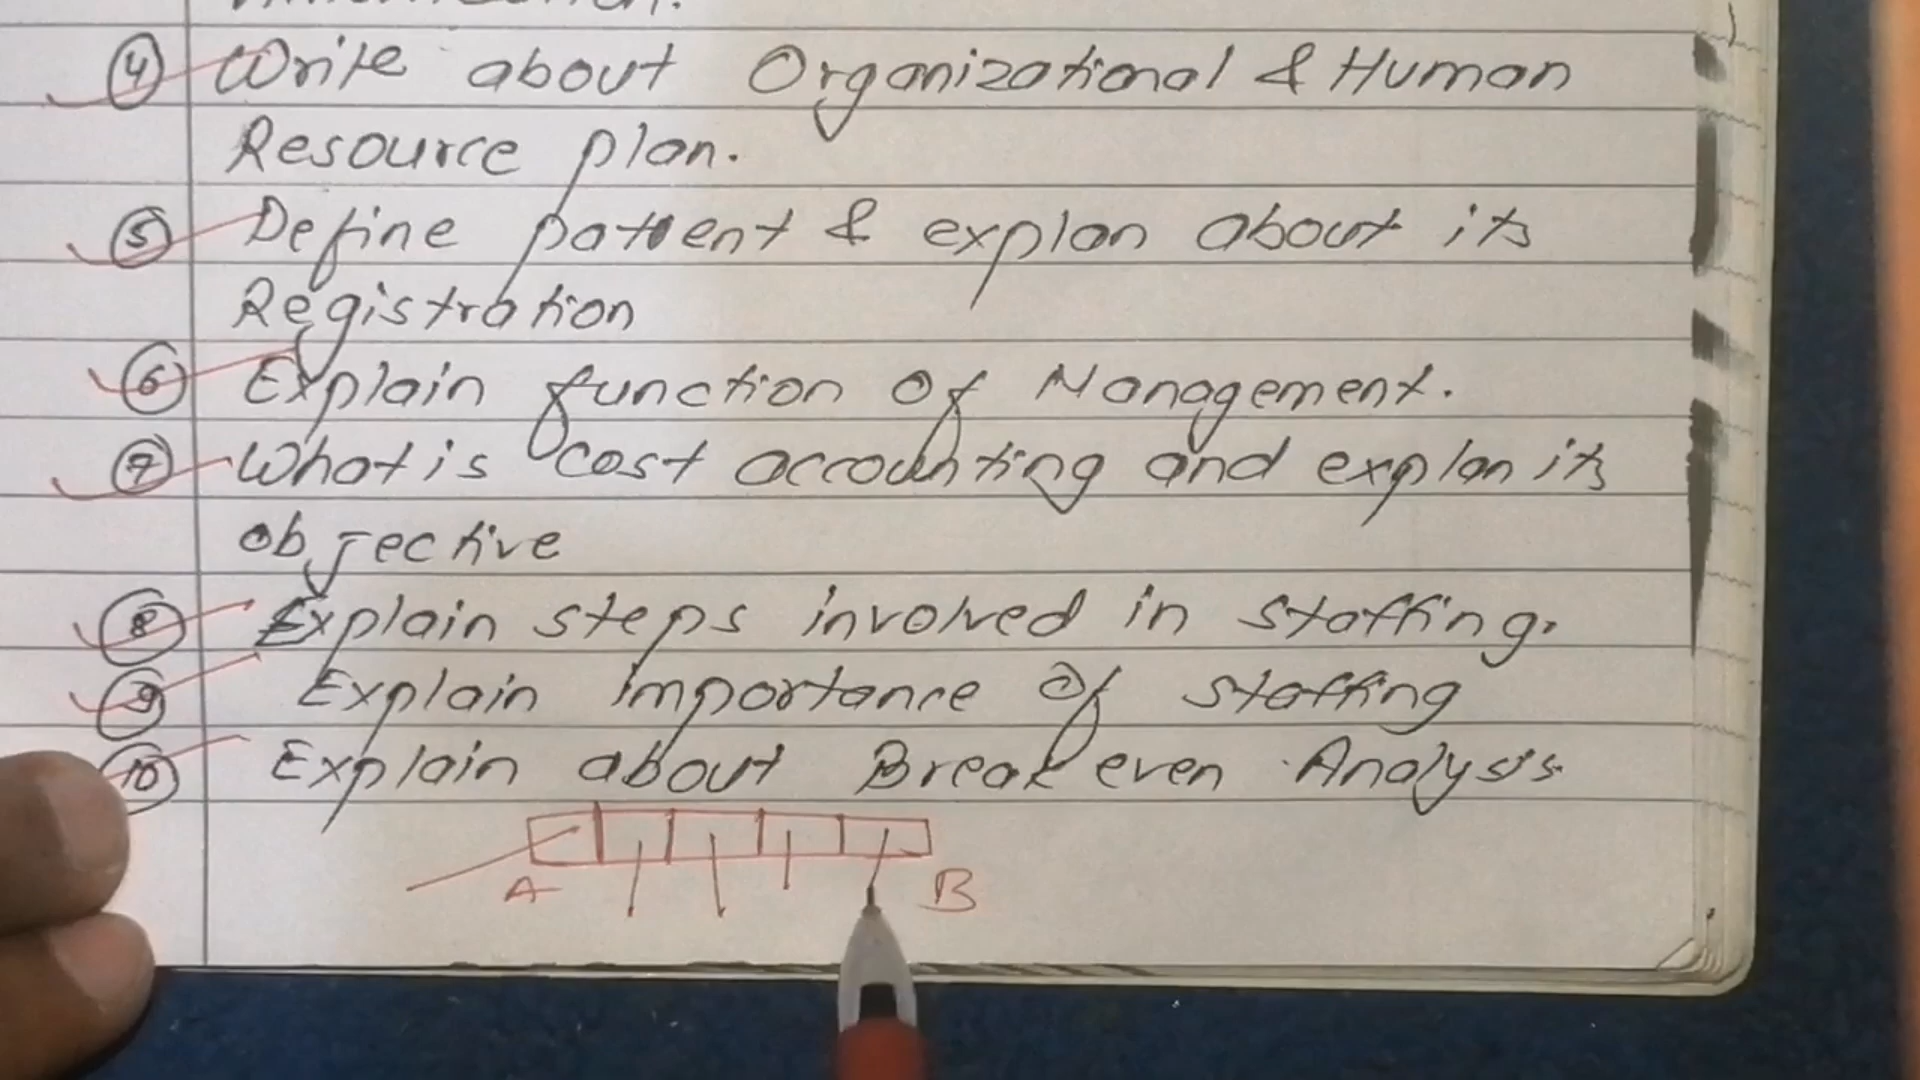 ④ Write about Organizational & Human
Resource plan.
⑤ Define patent & explan about its
Registration
⑥ Explain function of Management.
⑦ What is cost accounting and explan its
objective
⑧ Explain steps involved in staffing.
⑨ Explain importance of staffing
⑩ Explain about Break even Analysis
A B